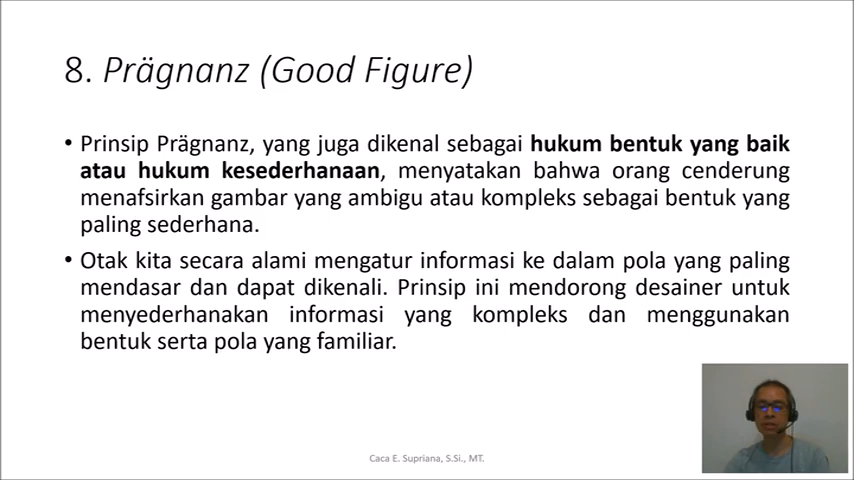 8. Prägnanz (Good Figure)
• Prinsip Prägnanz, yang juga dikenal sebagai hukum bentuk yang baik
atau hukum kesederhanaan, menyatakan bahwa orang cenderung
menafsirkan gambar yang ambigu atau kompleks sebagai bentuk yang
paling sederhana.
• Otak kita secara alami mengatur informasi ke dalam pola yang paling
mendasar dan dapat dikenali. Prinsip ini mendorong desainer untuk
menyederhanakan informasi yang kompleks dan menggunakan
bentuk serta pola yang familiar.
Caca E. Supriana, S.Si., MT.